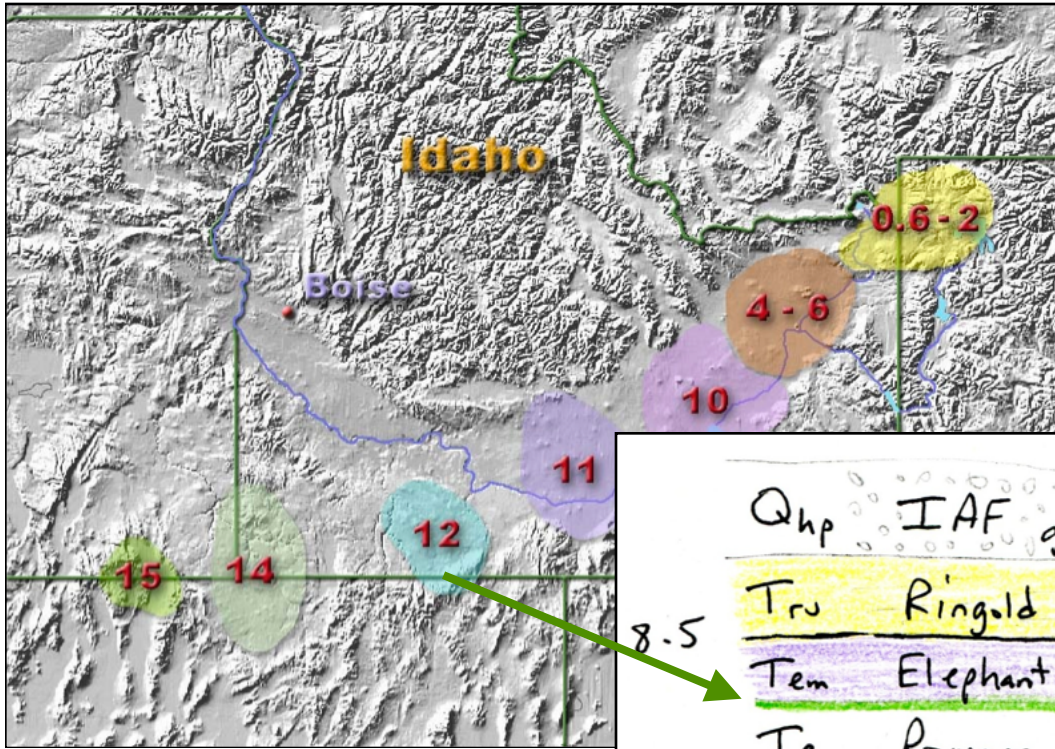 Idaho
0.6 - 2
Boise
4 - 6
10
11
12
15
14
Qhp IAF
8.5
Tru Ringold
Tem Elephant